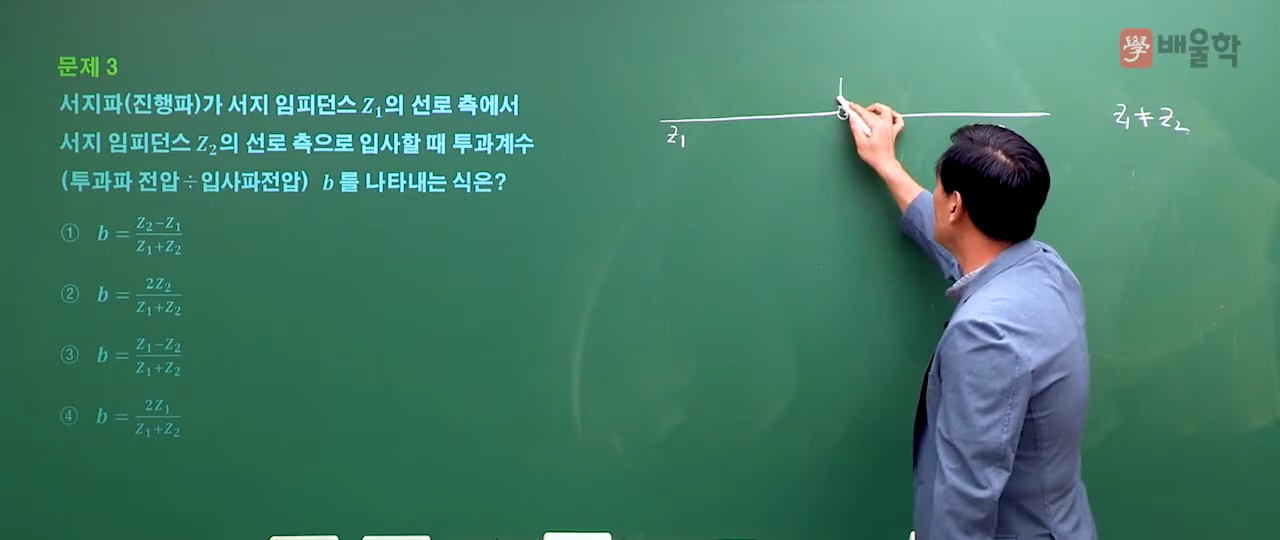 문제 3
서지파(진행파)가 서지 임피던스 Z₁의 선로 측에서
서지 임피던스 Z₂의 선로 측으로 입사할 때 투과계수
(투과파 전압÷입사파전압) b 를 나타내는 식은?
① b = (Z₂−Z₁)/(Z₁+Z₂)
② b = 2Z₂/(Z₁+Z₂)
③ b = (Z₁−Z₂)/(Z₁+Z₂)
④ b = 2Z₁/(Z₁+Z₂)
學 배울학
Z₁
Z₁ ≠ Z₂